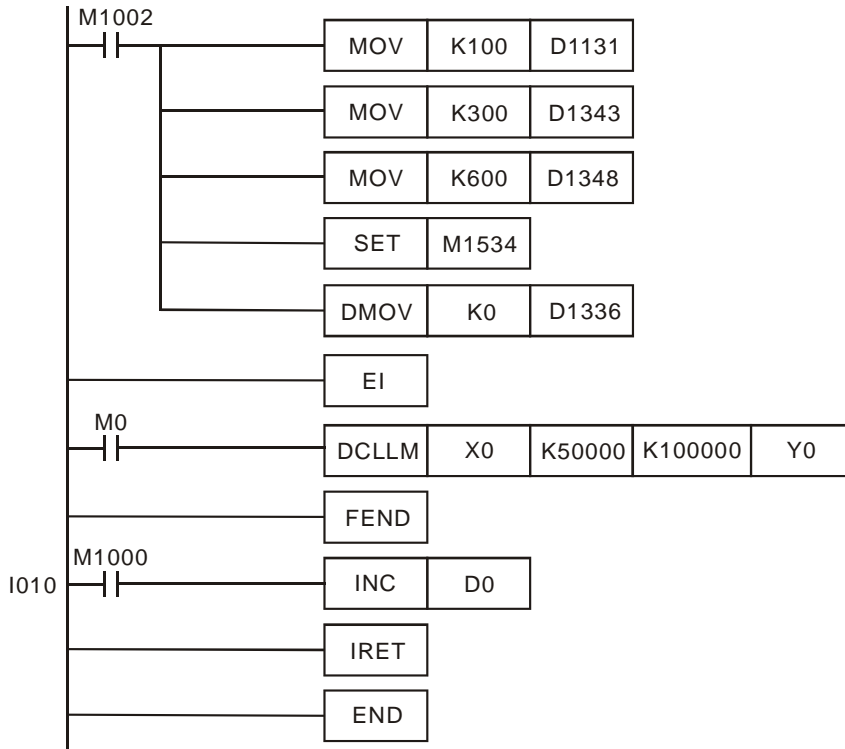 M1002
MOV K100 D1131
MOV K300 D1343
MOV K600 D1348
SET M1534
DMOV K0 D1336
EI
M0
DCLLM X0 K50000 K100000 Y0
FEND
M1000
I010 INC D0
IRET
END